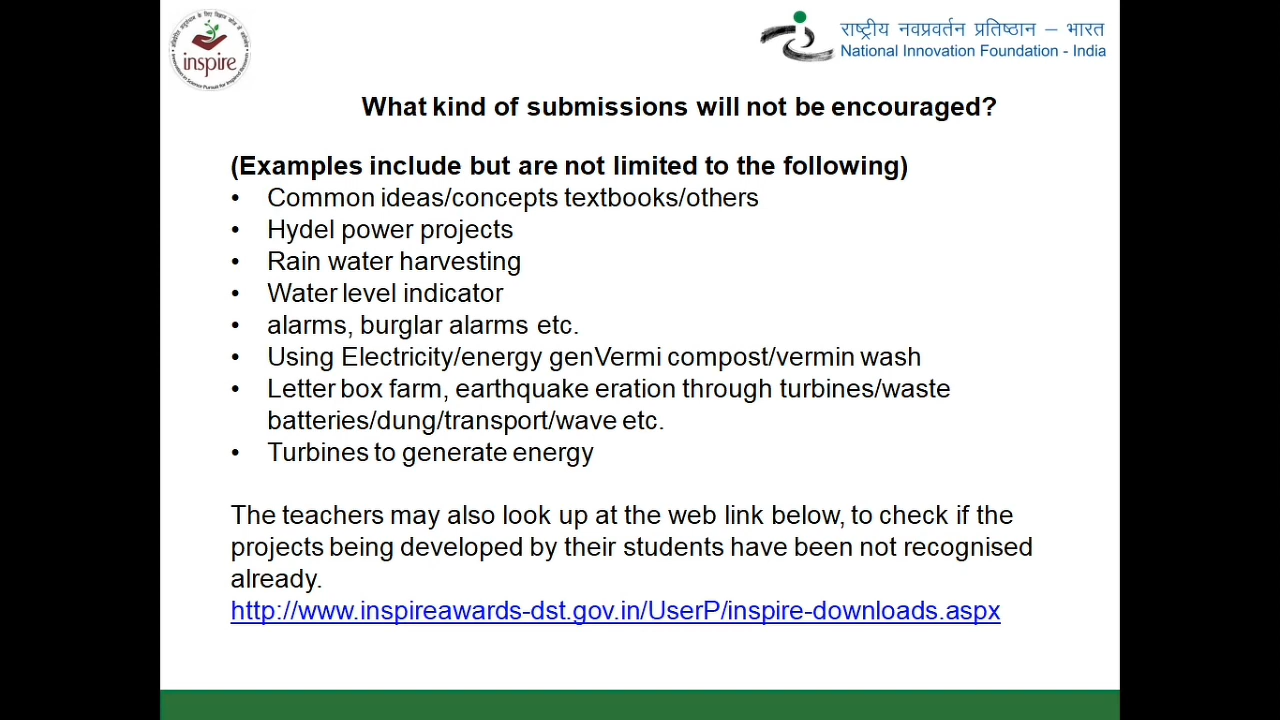 inspire
राष्ट्रीय नवप्रवर्तन प्रतिष्ठान – भारत
National Innovation Foundation - India
What kind of submissions will not be encouraged?
(Examples include but are not limited to the following)
• Common ideas/concepts textbooks/others
• Hydel power projects
• Rain water harvesting
• Water level indicator
• alarms, burglar alarms etc.
• Using Electricity/energy genVermi compost/vermin wash
• Letter box farm, earthquake eration through turbines/waste
batteries/dung/transport/wave etc.
• Turbines to generate energy
The teachers may also look up at the web link below, to check if the
projects being developed by their students have been not recognised
already.
http://www.inspireawards-dst.gov.in/UserP/inspire-downloads.aspx